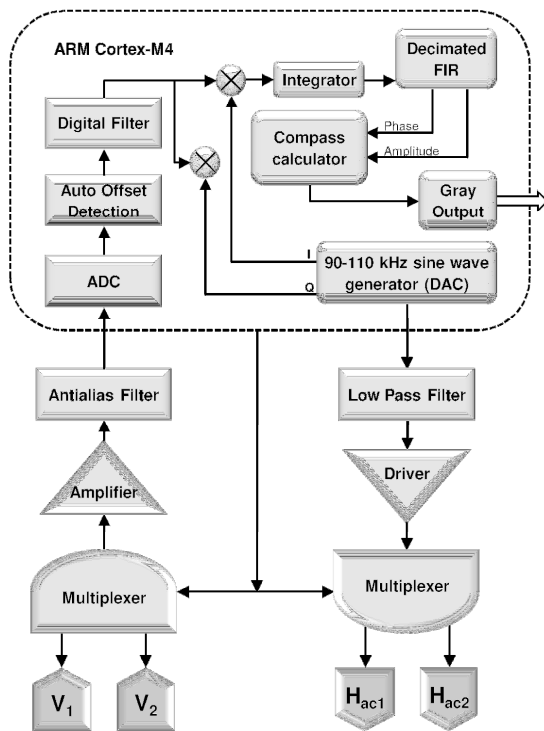 ARM Cortex-M4
Decimated
FIR
Integrator
Digital Filter
Phase
Compass
calculator
Amplitude
Auto Offset
Detection
Gray
Output
I
90-110 kHz sine wave
generator (DAC)
Q
ADC
Antialias Filter
Low Pass Filter
Amplifier
Driver
Multiplexer
Multiplexer
V1
V2
Hac1
Hac2